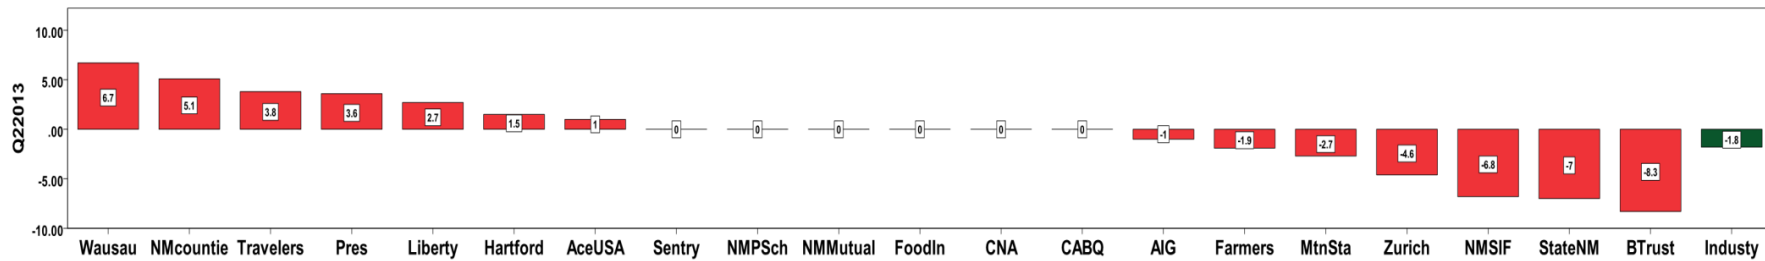 10.00
5.00
.00
-5.00
-10.00
Q22013
6.7 5.1 3.8 3.6 2.7 1.5 1 0 0 0 0 0 0 -1 -1.9 -2.7 -4.6 -6.8 -7 -8.3 -1.8
Wausau NMcountie Travelers Pres Liberty Hartford AceUSA Sentry NMPSch NMMutual FoodIn CNA CABQ AIG Farmers MtnSta Zurich NMSIF StateNM BTrust Industy